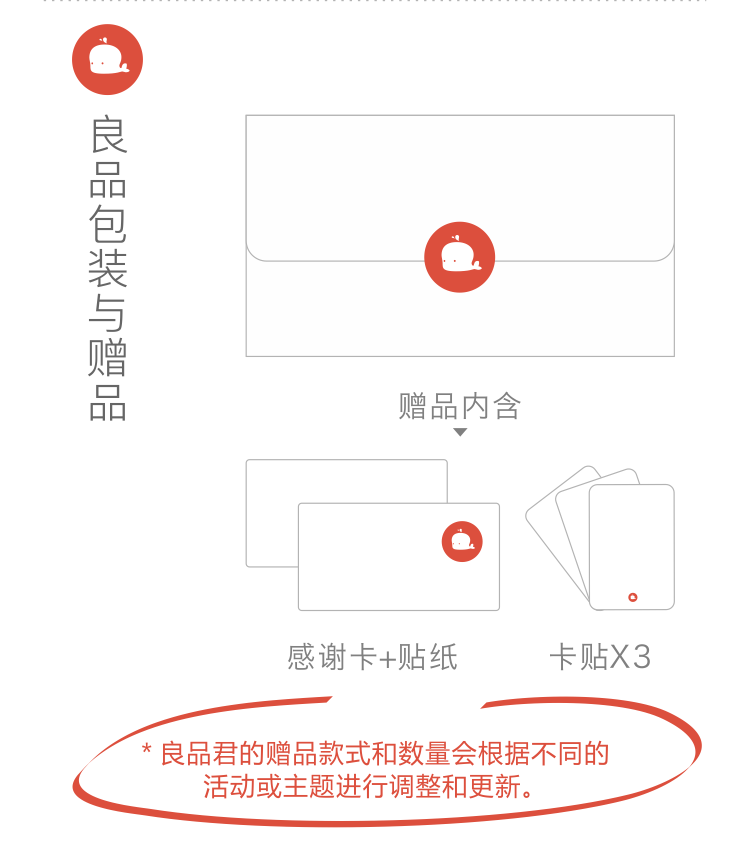 良品包装与赠品
赠品内含
感谢卡+贴纸
卡贴X3
* 良品君的赠品款式和数量会根据不同的
活动或主题进行调整和更新。